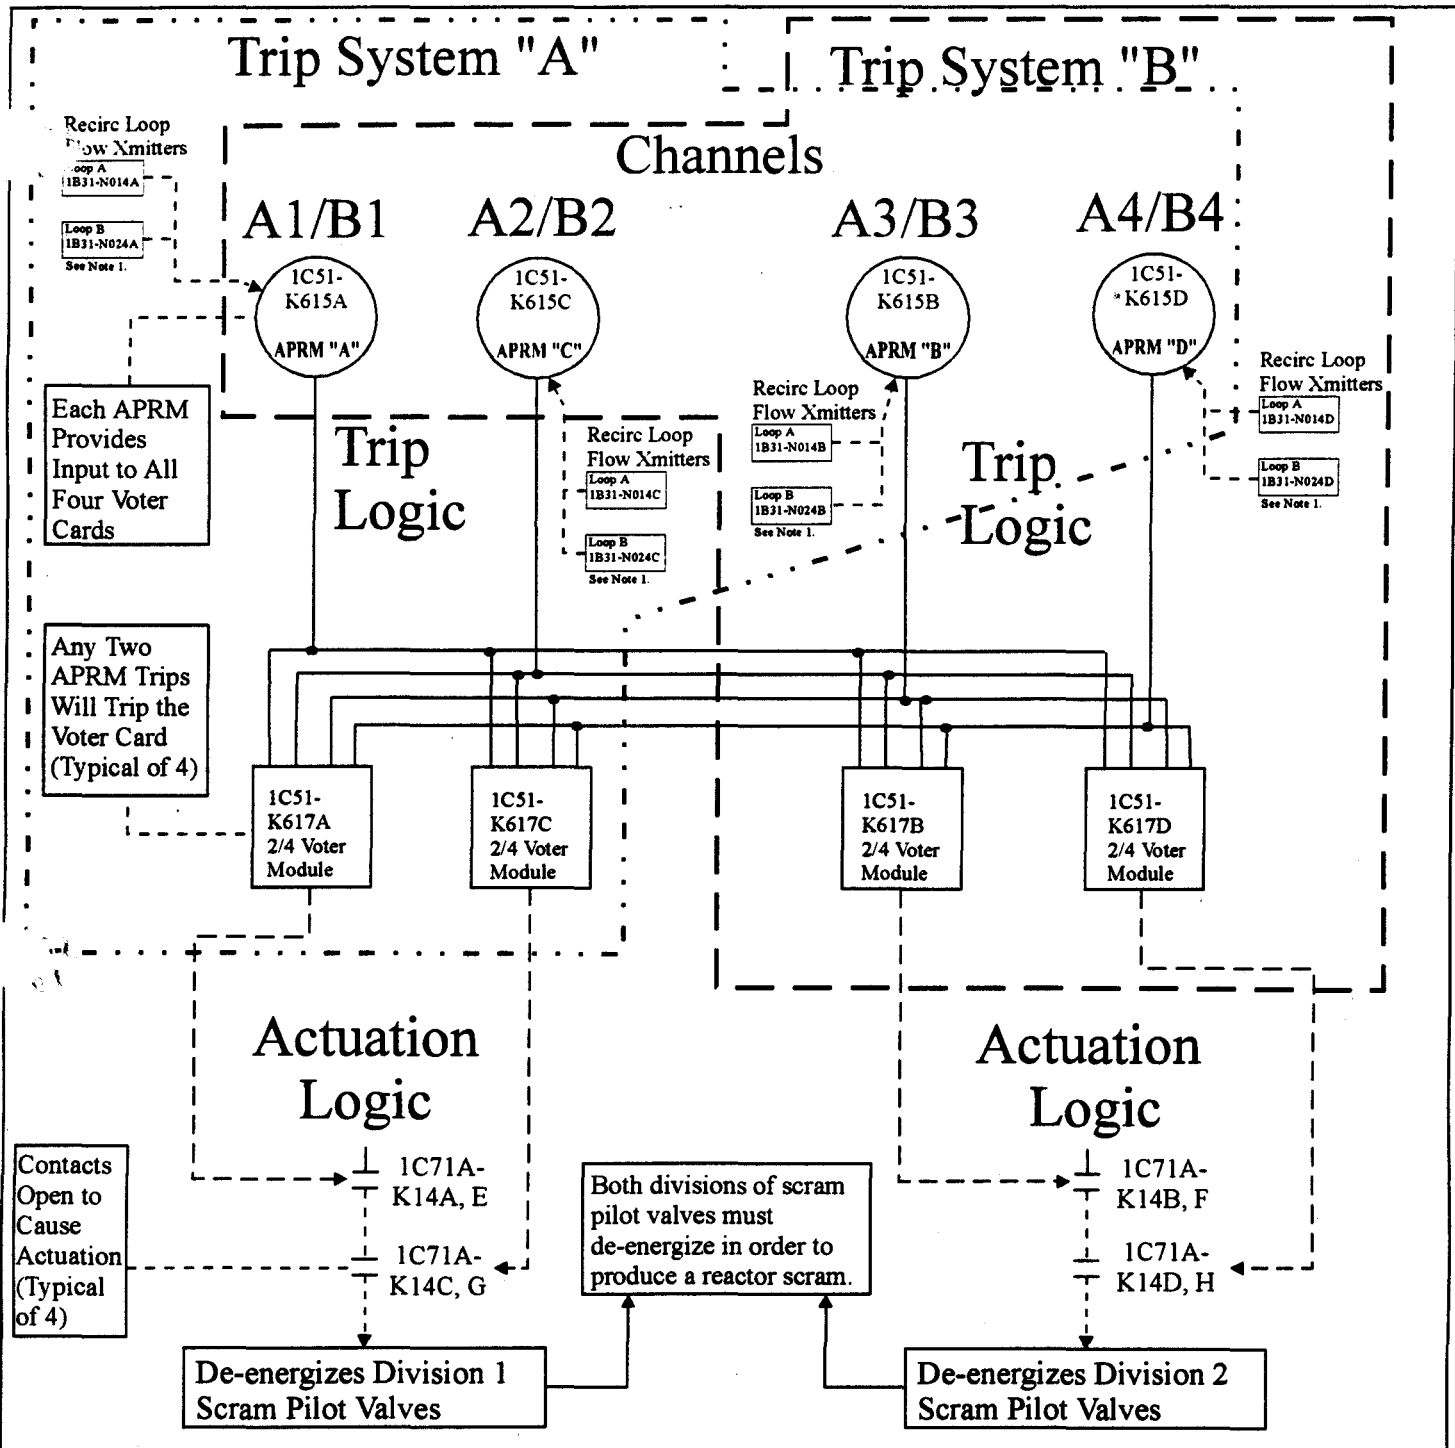 Trip System "A"
Trip System "B"
Recirc Loop
Xmitters
Loop A
1B31-N014A
Loop B
1B31-N024A
See Note 1.
Channels
A1/B1
A2/B2
A3/B3
A4/B4
1C51-
K615A
APRM "A"
1C51-
K615C
APRM "C"
1C51-
K615B
APRM "B"
1C51-
K615D
APRM "D"
Each APRM
Provides
Input to All
Four Voter
Cards
Trip
Logic
Recirc Loop
Flow Xmitters
Loop A
1B31-N014C
Loop B
1B31-N024C
See Note 1.
Recirc Loop
Flow Xmitters
Loop A
1B31-N014B
Loop B
1B31-N024B
See Note 1.
Trip
Logic
Recirc Loop
Flow Xmitters
Loop A
1B31-N014D
Loop B
1B31-N024D
See Note 1.
Any Two
APRM Trips
Will Trip the
Voter Card
(Typical of 4)
1C51-
K617A
2/4 Voter
Module
1C51-
K617C
2/4 Voter
Module
1C51-
K617B
2/4 Voter
Module
1C51-
K617D
2/4 Voter
Module
Actuation
Logic
Actuation
Logic
Contacts
Open to
Cause
Actuation
(Typical
of 4)
1C71A-
K14A, E
1C71A-
K14C, G
Both divisions of scram
pilot valves must
de-energize in order to
produce a reactor scram.
1C71A-
K14B, F
1C71A-
K14D, H
De-energizes Division 1
Scram Pilot Valves
De-energizes Division 2
Scram Pilot Valves